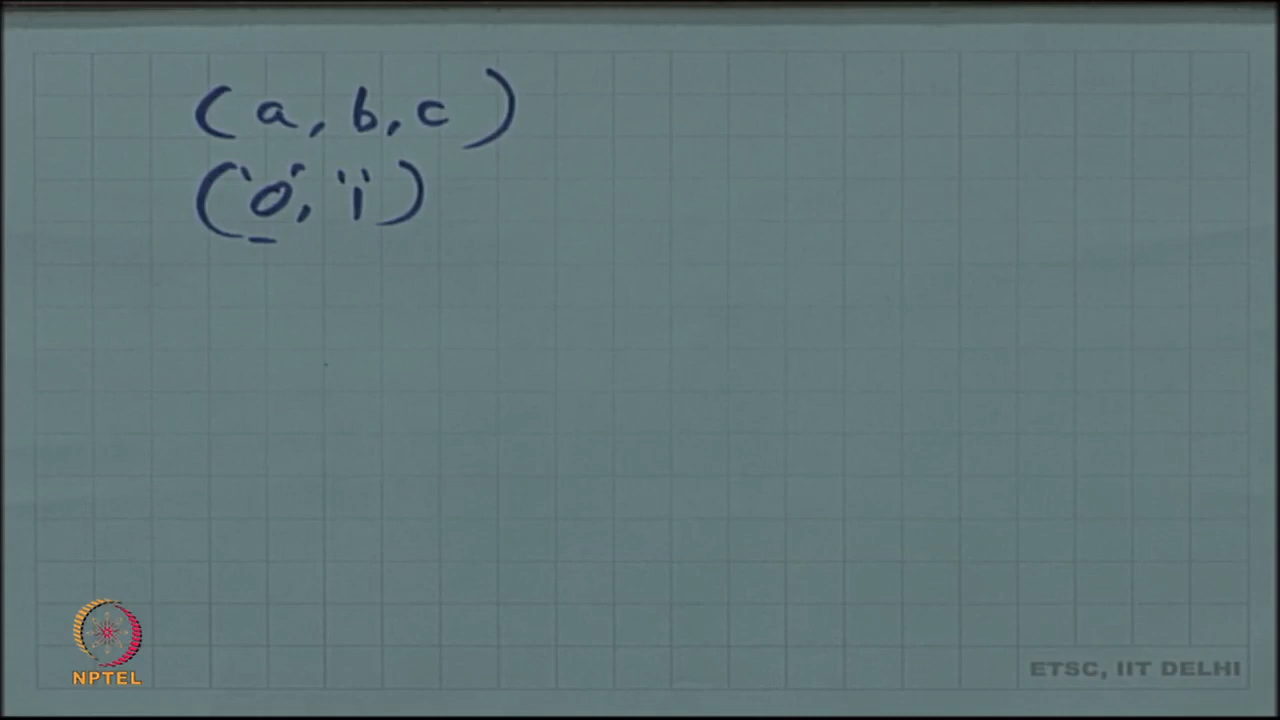 (a, b, c)
('0', '1')
NPTEL
ETSC, IIT DELHI